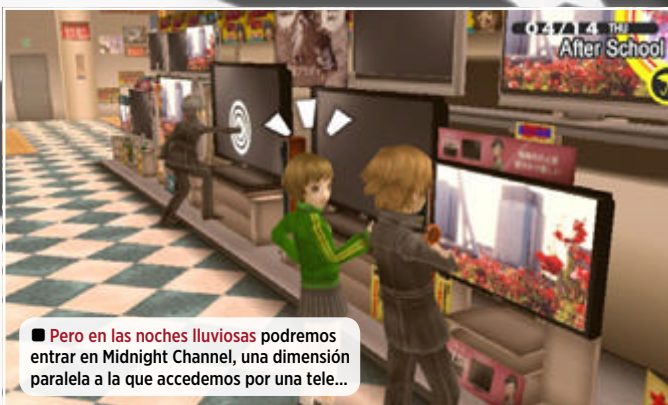 04/14 THU
After School
■ Pero en las noches lluviosas podremos
entrar en Midnight Channel, una dimensión
paralela a la que accedemos por una tele...